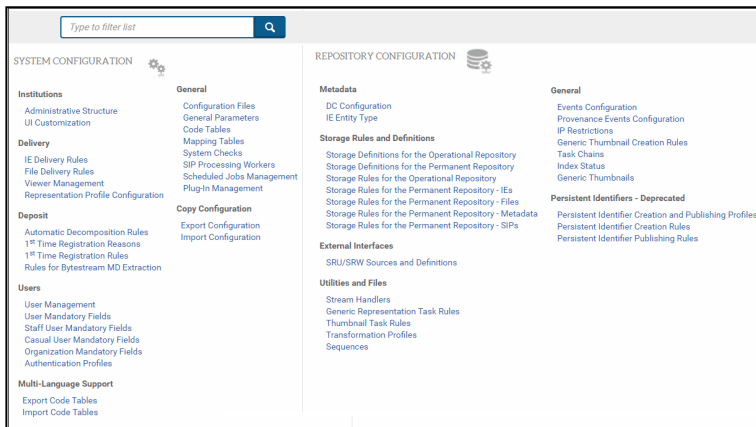 Type to filter list
SYSTEM CONFIGURATION
Institutions
Administrative Structure
UI Customization
Delivery
IE Delivery Rules
File Delivery Rules
Viewer Management
Representation Profile Configuration
Deposit
Automatic Decomposition Rules
1st Time Registration Reasons
1st Time Registration Rules
Rules for Bytestream MD Extraction
Users
User Management
User Mandatory Fields
Staff User Mandatory Fields
Casual User Mandatory Fields
Organization Mandatory Fields
Authentication Profiles
Multi-Language Support
Export Code Tables
Import Code Tables
General
Configuration Files
General Parameters
Code Tables
Mapping Tables
System Checks
SIP Processing Workers
Scheduled Jobs Management
Plug-In Management
Copy Configuration
Export Configuration
Import Configuration
REPOSITORY CONFIGURATION
Metadata
DC Configuration
IE Entity Type
Storage Rules and Definitions
Storage Definitions for the Operational Repository
Storage Definitions for the Permanent Repository
Storage Rules for the Operational Repository
Storage Rules for the Permanent Repository - IEs
Storage Rules for the Permanent Repository - Files
Storage Rules for the Permanent Repository - Metadata
Storage Rules for the Permanent Repository - SIPs
External Interfaces
SRU/SRW Sources and Definitions
Utilities and Files
Stream Handlers
Generic Representation Task Rules
Thumbnail Task Rules
Transformation Profiles
Sequences
General
Events Configuration
Provenance Events Configuration
IP Restrictions
Generic Thumbnail Creation Rules
Task Chains
Index Status
Generic Thumbnails
Persistent Identifiers - Deprecated
Persistent Identifier Creation and Publishing Profiles
Persistent Identifier Creation Rules
Persistent Identifier Publishing Rules